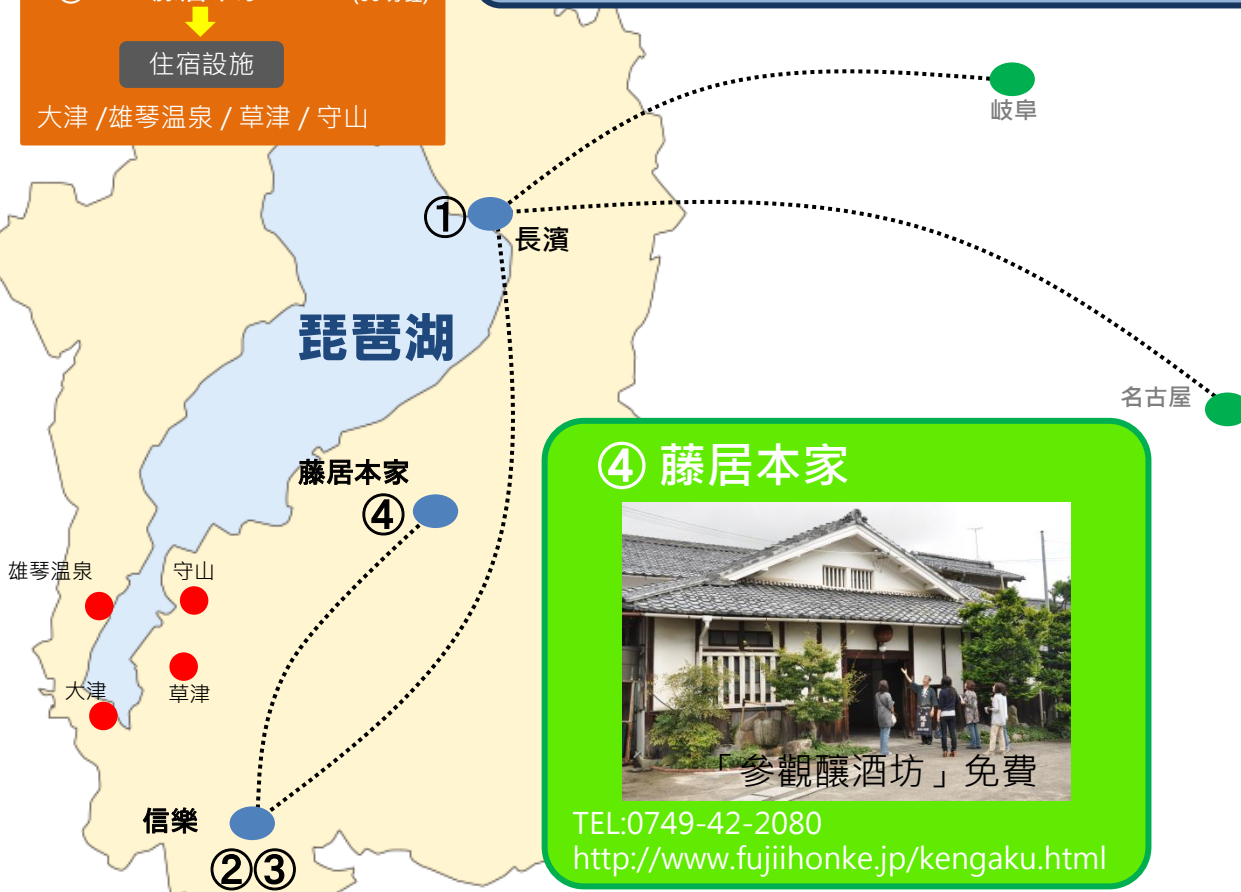 住宿設施
大津 /雄琴温泉 / 草津 / 守山
岐阜
①
長濱
琵琶湖
名古屋
藤居本家
④
雄琴温泉
守山
大津
草津
信樂
②③
④ 藤居本家
「參觀釀酒坊」免費
TEL:0749-42-2080
http://www.fujiihonke.jp/kengaku.html